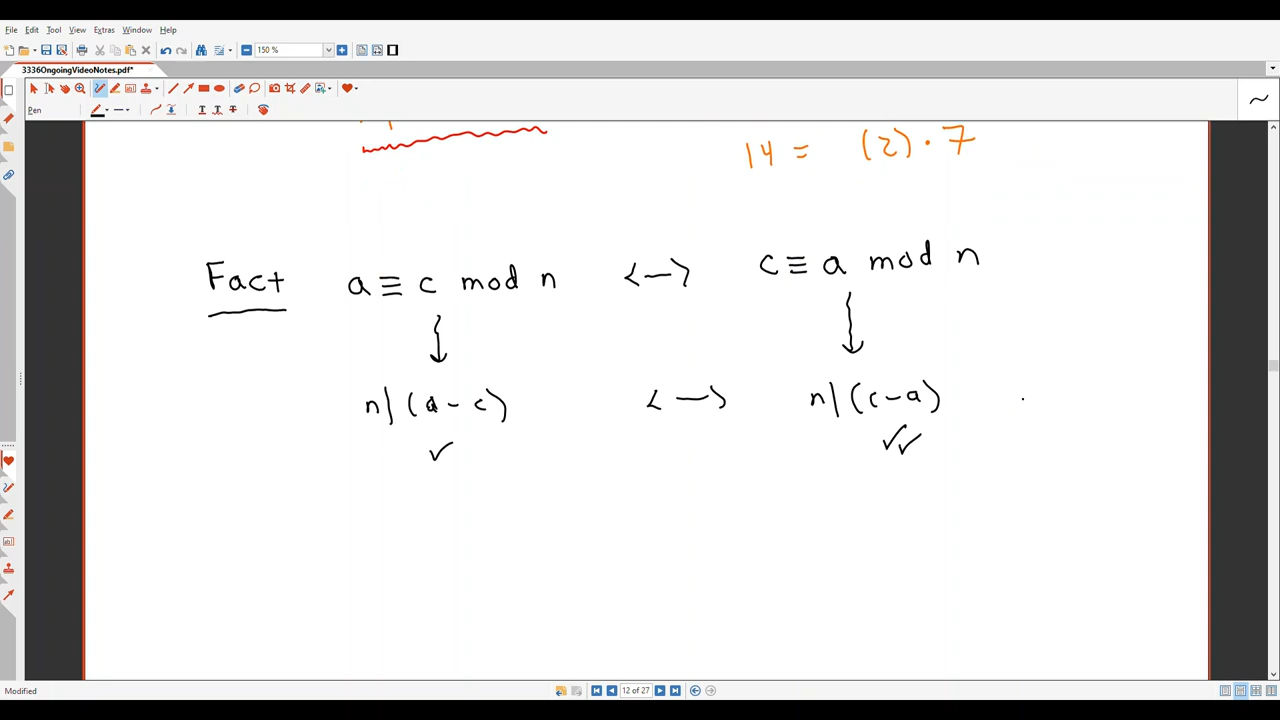 File Edit Tool View Extras Window Help
150 %
3336OngoingVideoNotes.pdf*
Pen
14 = (2) · 7
Fact a ≡ c mod n <—> c ≡ a mod n
n|(a-c) <—> n|(c-a)
Modified 12 of 27